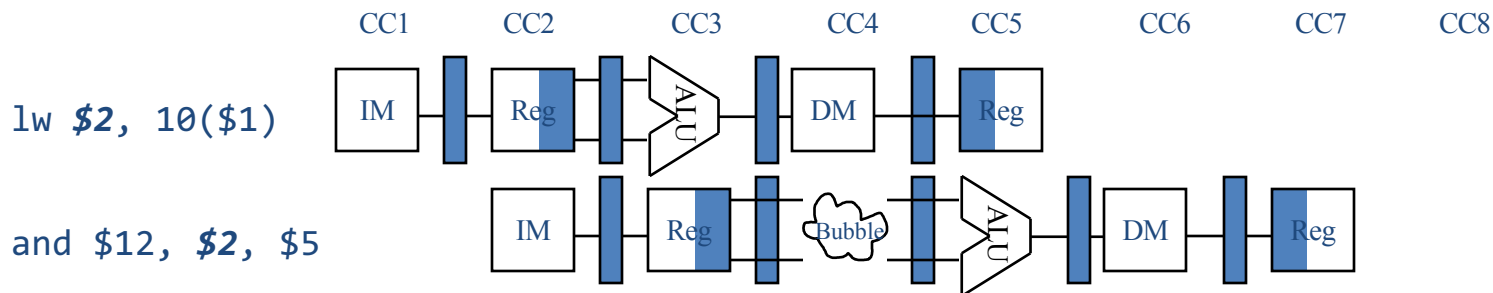 CC1 CC2 CC3 CC4 CC5 CC6 CC7 CC8
lw $2, 10($1) IM Reg ALU DM Reg
and $12, $2, $5 IM Reg Bubble ALU DM Reg